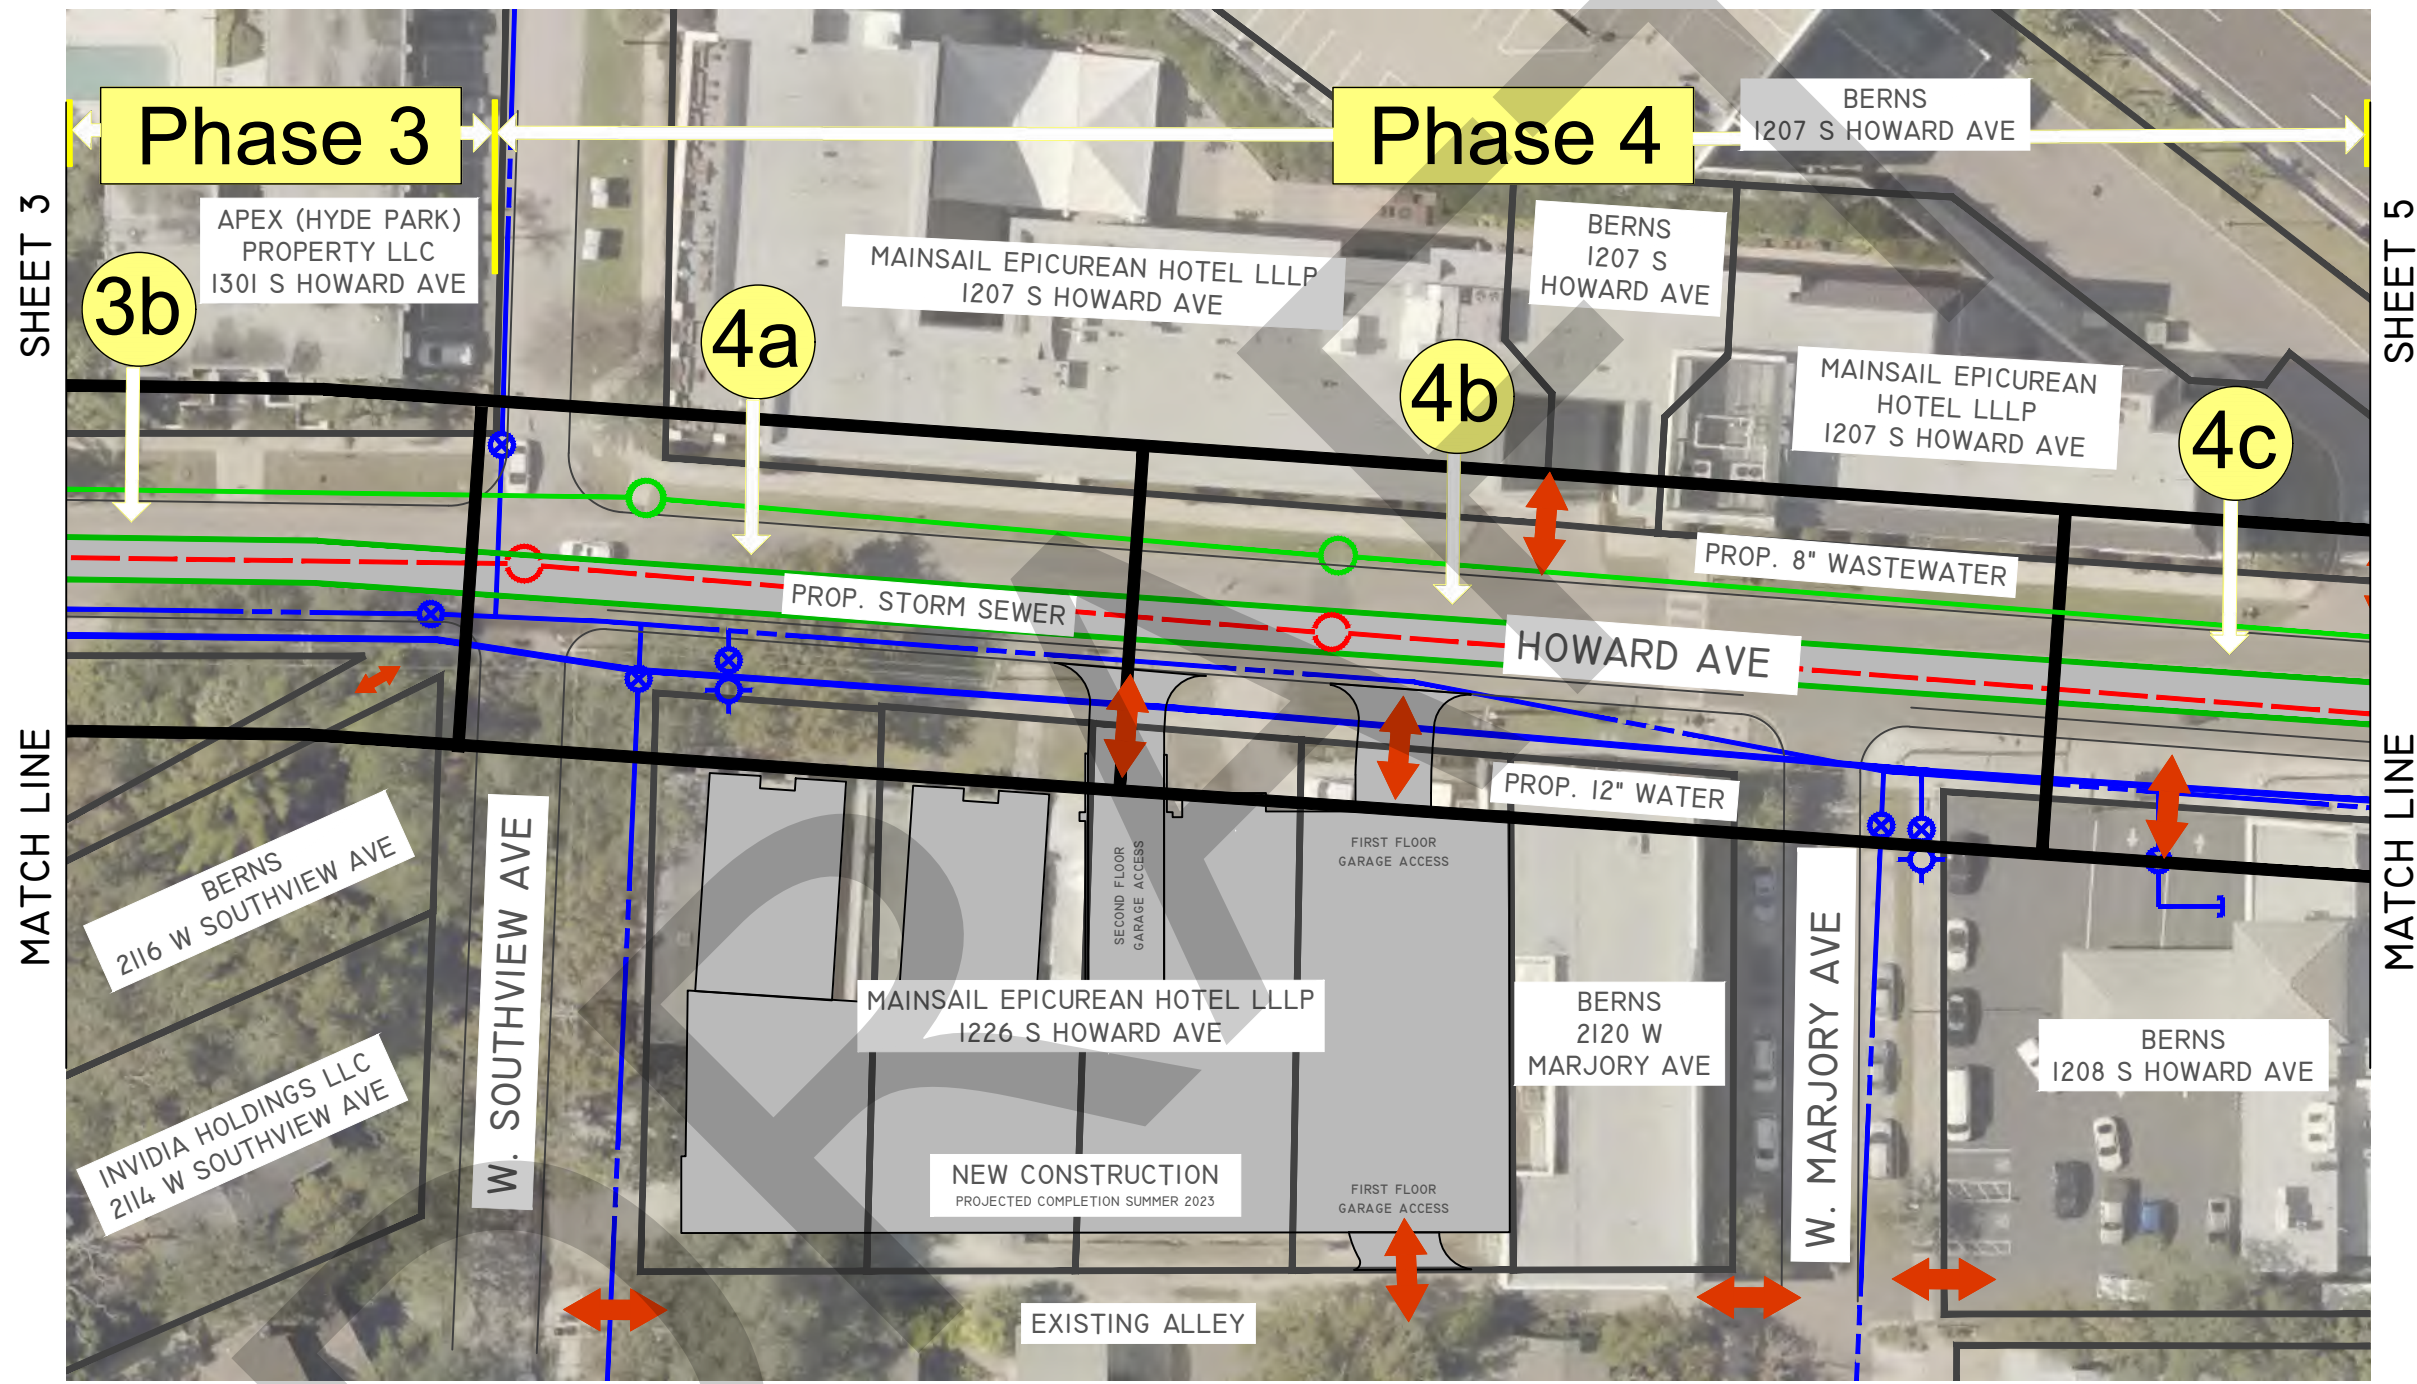 Phase 3
Phase 4
BERNS
1207 S HOWARD AVE
SHEET 3
APEX (HYDE PARK)
PROPERTY LLC
1301 S HOWARD AVE
MAINSAIL EPICUREAN HOTEL LLLP
1207 S HOWARD AVE
BERNS
1207 S
HOWARD AVE
SHEET 5
3b
4a
4b
MAINSAIL EPICUREAN
HOTEL LLLP
1207 S HOWARD AVE
4c
PROP. 8" WASTEWATER
PROP. STORM SEWER
HOWARD AVE
PROP. 12" WATER
MATCH LINE
MATCH LINE
BERNS
2116 W SOUTHVIEW AVE
W. SOUTHVIEW AVE
SECOND FLOOR
GARAGE ACCESS
FIRST FLOOR
GARAGE ACCESS
MAINSAIL EPICUREAN HOTEL LLLP
1226 S HOWARD AVE
BERNS
2120 W
MARJORY AVE
W. MARJORY AVE
BERNS
1208 S HOWARD AVE
INVIDIA HOLDINGS LLC
2114 W SOUTHVIEW AVE
NEW CONSTRUCTION
PROJECTED COMPLETION SUMMER 2023
FIRST FLOOR
GARAGE ACCESS
EXISTING ALLEY